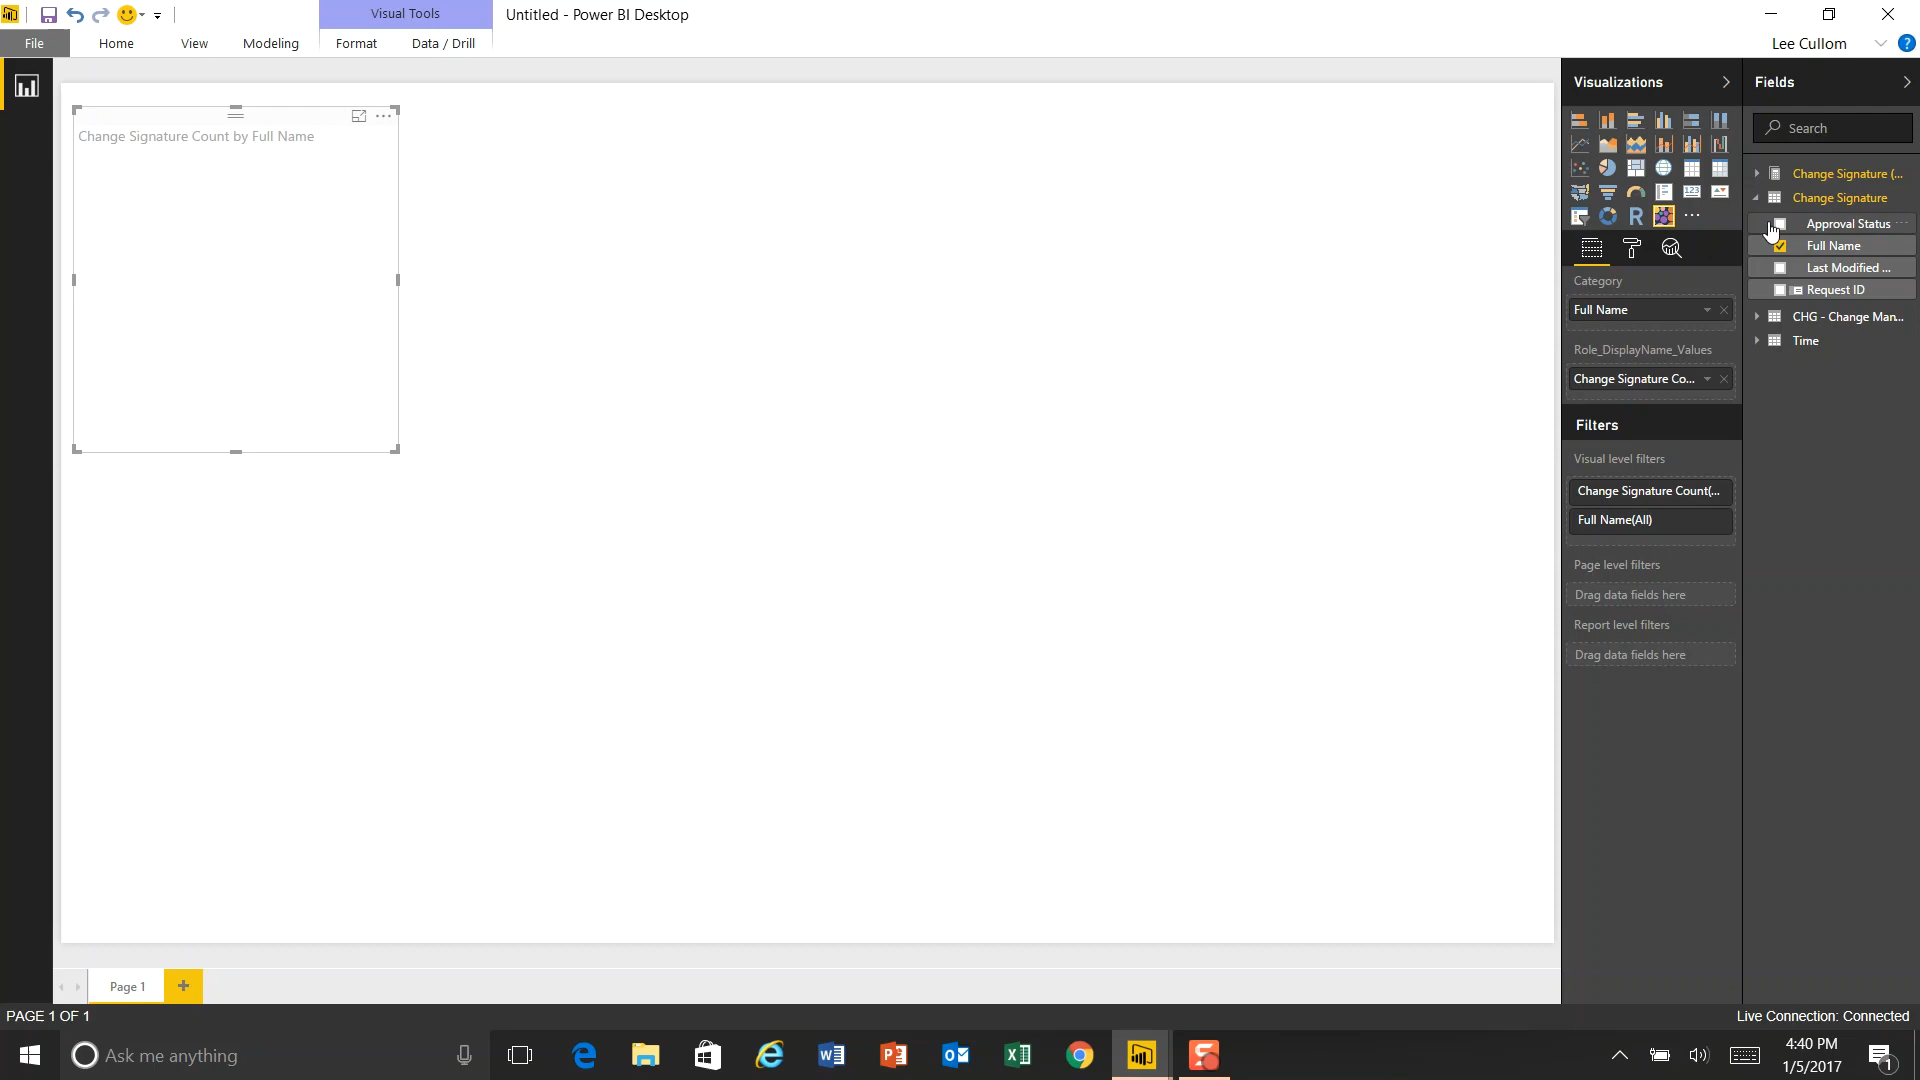 Visual Tools
Untitled - Power BI Desktop
File
Home
View
Modeling
Format
Data / Drill
Lee Cullom
?
Change Signature Count by Full Name
Visualizations
R
123
Category
Full Name
Role_DisplayName_Values
Change Signature Co...
Filters
Visual level filters
Change Signature Count(...
Full Name(All)
Page level filters
Drag data fields here
Report level filters
Drag data fields here
Fields
Search
Change Signature (...
Change Signature
Approval Status
Full Name
Last Modified ...
Request ID
CHG - Change Man...
Time
Page 1
PAGE 1 OF 1
Live Connection: Connected
Ask me anything
4:40 PM
1/5/2017
1